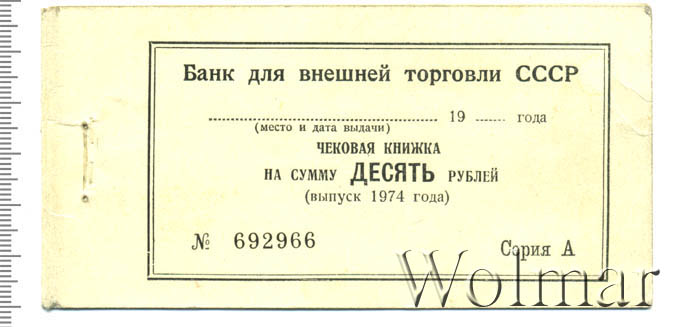 Банк для внешней торговли СССР
19 года
(место и дата выдачи)
ЧЕКОВАЯ КНИЖКА
НА СУММУ ДЕСЯТЬ РУБЛЕЙ
(выпуск 1974 года)
№ 692966
Серия А
Wolmar